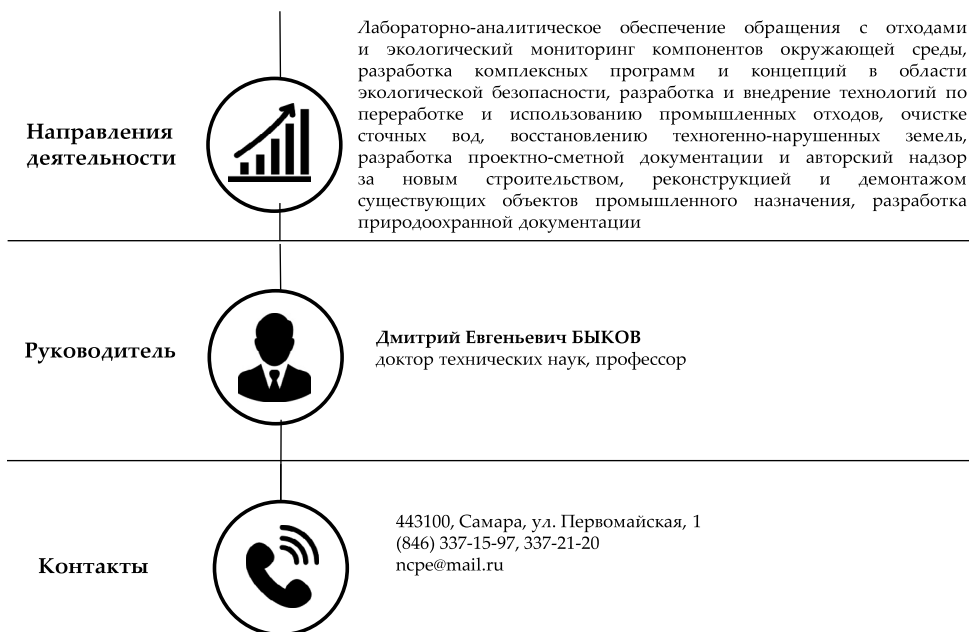 Направления
деятельности
Лабораторно-аналитическое обеспечение обращения с отходами
и экологический мониторинг компонентов окружающей среды,
разработка комплексных программ и концепций в области
экологической безопасности, разработка и внедрение технологий по
переработке и использованию промышленных отходов, очистке
сточных вод, восстановлению техногенно-нарушенных земель,
разработка проектно-сметной документации и авторский надзор
за новым строительством, реконструкцией и демонтажом
существующих объектов промышленного назначения, разработка
природоохранной документации
Руководитель
Дмитрий Евгеньевич БЫКОВ
доктор технических наук, профессор
Контакты
443100, Самара, ул. Первомайская, 1
(846) 337-15-97, 337-21-20
ncpe@mail.ru